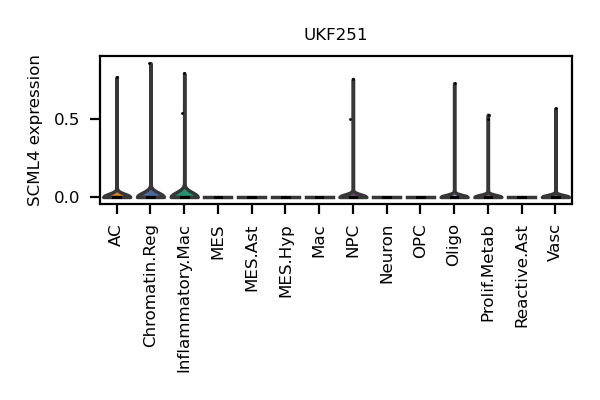 UKF251
SCML4 expression
0.5
0.0
AC
Chromatin.Reg
Inflammatory.Mac
MES
MES.Ast
MES.Hyp
Mac
NPC
Neuron
OPC
Oligo
Prolif.Metab
Reactive.Ast
Vasc